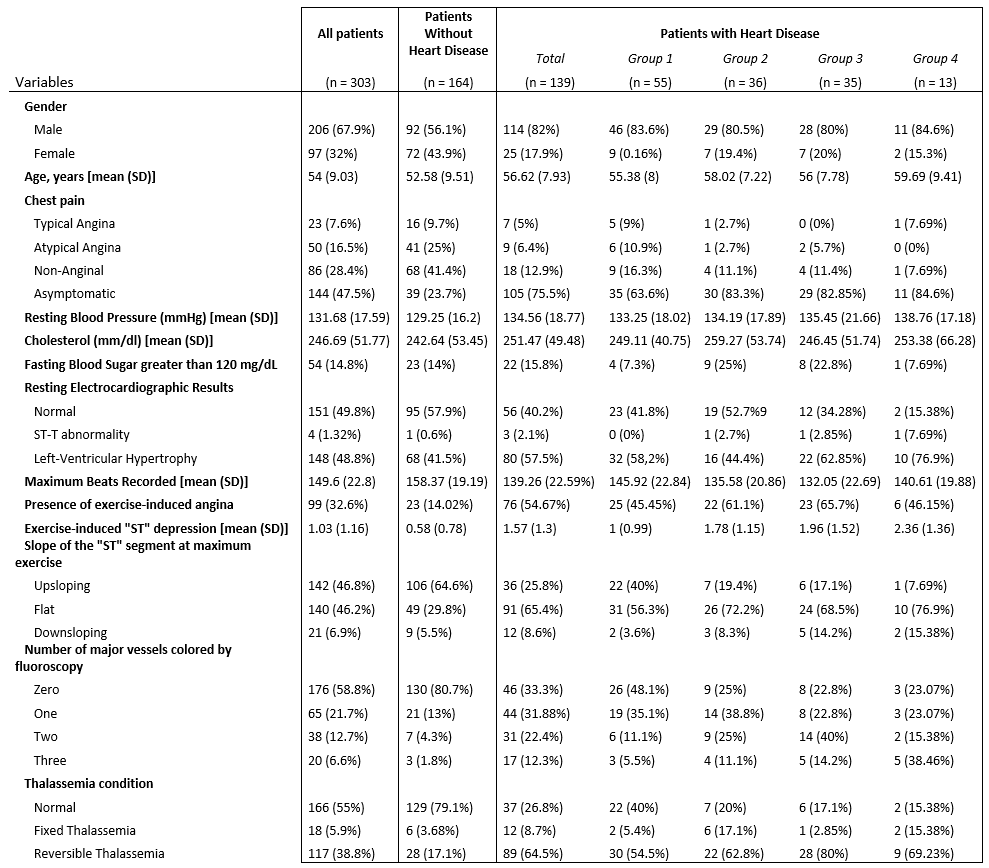 Patients
Without
Heart Disease
All patients
Patients with Heart Disease
Total Group 1 Group 2 Group 3 Group 4
Variables (n = 303) (n = 164) (n = 139) (n = 55) (n = 36) (n = 35) (n = 13)
Gender
Male 206 (67.9%) 92 (56.1%) 114 (82%) 46 (83.6%) 29 (80.5%) 28 (80%) 11 (84.6%)
Female 97 (32%) 72 (43.9%) 25 (17.9%) 9 (0.16%) 7 (19.4%) 7 (20%) 2 (15.3%)
Age, years [mean (SD)] 54 (9.03) 52.58 (9.51) 56.62 (7.93) 55.38 (8) 58.02 (7.22) 56 (7.78) 59.69 (9.41)
Chest pain
Typical Angina 23 (7.6%) 16 (9.7%) 7 (5%) 5 (9%) 1 (2.7%) 0 (0%) 1 (7.69%)
Atypical Angina 50 (16.5%) 41 (25%) 9 (6.4%) 6 (10.9%) 1 (2.7%) 2 (5.7%) 0 (0%)
Non-Anginal 86 (28.4%) 68 (41.4%) 18 (12.9%) 9 (16.3%) 4 (11.1%) 4 (11.4%) 1 (7.69%)
Asymptomatic 144 (47.5%) 39 (23.7%) 105 (75.5%) 35 (63.6%) 30 (83.3%) 29 (82.85%) 11 (84.6%)
Resting Blood Pressure (mmHg) [mean (SD)] 131.68 (17.59) 129.25 (16.2) 134.56 (18.77) 133.25 (18.02) 134.19 (17.89) 135.45 (21.66) 138.76 (17.18)
Cholesterol (mm/dl) [mean (SD)] 246.69 (51.77) 242.64 (53.45) 251.47 (49.48) 249.11 (40.75) 259.27 (53.74) 246.45 (51.74) 253.38 (66.28)
Fasting Blood Sugar greater than 120 mg/dL 54 (14.8%) 23 (14%) 22 (15.8%) 4 (7.3%) 9 (25%) 8 (22.8%) 1 (7.69%)
Resting Electrocardiographic Results
Normal 151 (49.8%) 95 (57.9%) 56 (40.2%) 23 (41.8%) 19 (52.7%9 12 (34.28%) 2 (15.38%)
ST-T abnormality 4 (1.32%) 1 (0.6%) 3 (2.1%) 0 (0%) 1 (2.7%) 1 (2.85%) 1 (7.69%)
Left-Ventricular Hypertrophy 148 (48.8%) 68 (41.5%) 80 (57.5%) 32 (58,2%) 16 (44.4%) 22 (62.85%) 10 (76.9%)
Maximum Beats Recorded [mean (SD)] 149.6 (22.8) 158.37 (19.19) 139.26 (22.59%) 145.92 (22.84) 135.58 (20.86) 132.05 (22.69) 140.61 (19.88)
Presence of exercise-induced angina 99 (32.6%) 23 (14.02%) 76 (54.67%) 25 (45.45%) 22 (61.1%) 23 (65.7%) 6 (46.15%)
Exercise-induced "ST" depression [mean (SD)] 1.03 (1.16) 0.58 (0.78) 1.57 (1.3) 1 (0.99) 1.78 (1.15) 1.96 (1.52) 2.36 (1.36)
Slope of the "ST" segment at maximum
exercise
Upsloping 142 (46.8%) 106 (64.6%) 36 (25.8%) 22 (40%) 7 (19.4%) 6 (17.1%) 1 (7.69%)
Flat 140 (46.2%) 49 (29.8%) 91 (65.4%) 31 (56.3%) 26 (72.2%) 24 (68.5%) 10 (76.9%)
Downsloping 21 (6.9%) 9 (5.5%) 12 (8.6%) 2 (3.6%) 3 (8.3%) 5 (14.2%) 2 (15.38%)
Number of major vessels colored by
fluoroscopy
Zero 176 (58.8%) 130 (80.7%) 46 (33.3%) 26 (48.1%) 9 (25%) 8 (22.8%) 3 (23.07%)
One 65 (21.7%) 21 (13%) 44 (31.88%) 19 (35.1%) 14 (38.8%) 8 (22.8%) 3 (23.07%)
Two 38 (12.7%) 7 (4.3%) 31 (22.4%) 6 (11.1%) 9 (25%) 14 (40%) 2 (15.38%)
Three 20 (6.6%) 3 (1.8%) 17 (12.3%) 3 (5.5%) 4 (11.1%) 5 (14.2%) 5 (38.46%)
Thalassemia condition
Normal 166 (55%) 129 (79.1%) 37 (26.8%) 22 (40%) 7 (20%) 6 (17.1%) 2 (15.38%)
Fixed Thalassemia 18 (5.9%) 6 (3.68%) 12 (8.7%) 2 (5.4%) 6 (17.1%) 1 (2.85%) 2 (15.38%)
Reversible Thalassemia 117 (38.8%) 28 (17.1%) 89 (64.5%) 30 (54.5%) 22 (62.8%) 28 (80%) 9 (69.23%)